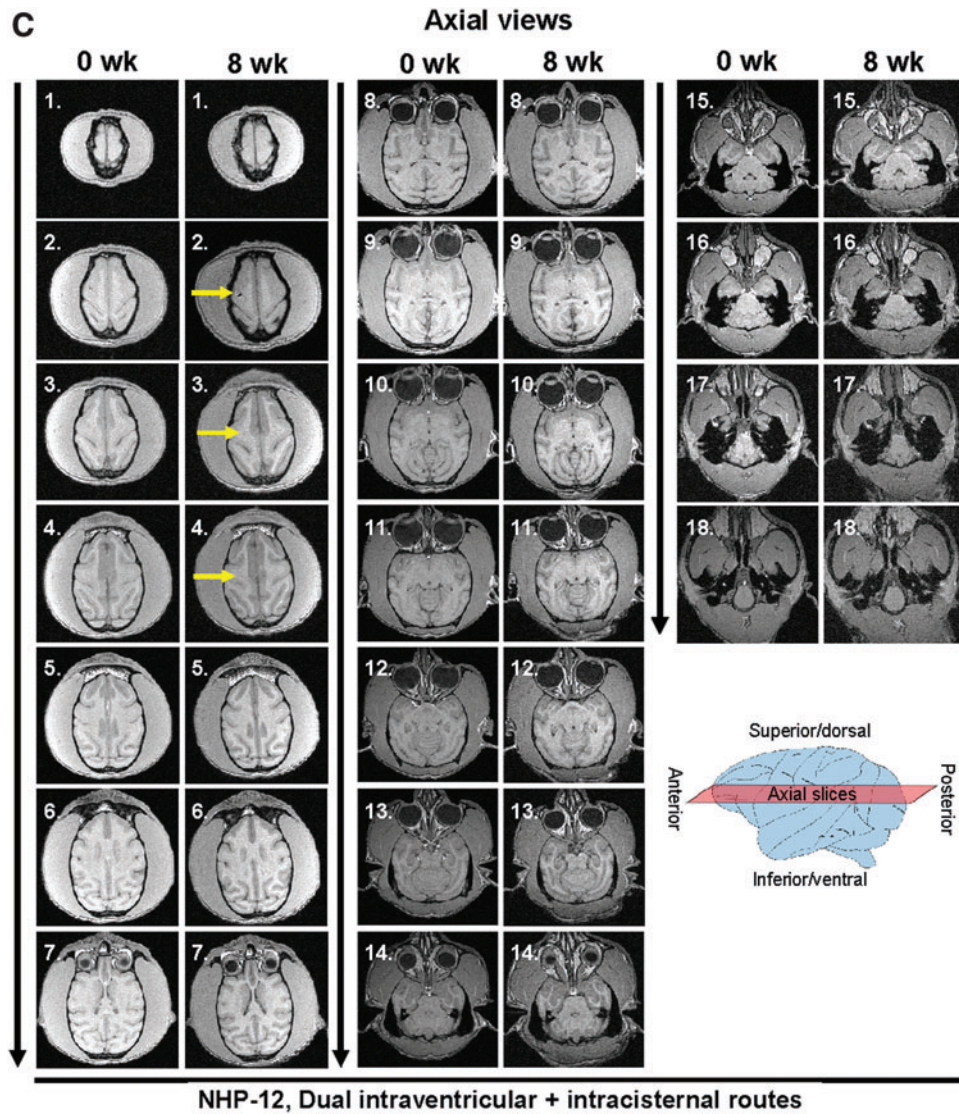 C
Axial views
0 wk 8 wk 0 wk 8 wk 0 wk 8 wk
1. 1. 8. 8. 15. 15.
2. 2. 9. 9. 16. 16.
3. 3. 10. 10. 17. 17.
4. 4. 11. 11. 18. 18.
5. 5. 12. 12.
6. 6. 13. 13.
7. 7. 14. 14.
Superior/dorsal
Anterior
Axial slices
Posterior
Inferior/ventral
NHP-12, Dual intraventricular + intracisternal routes